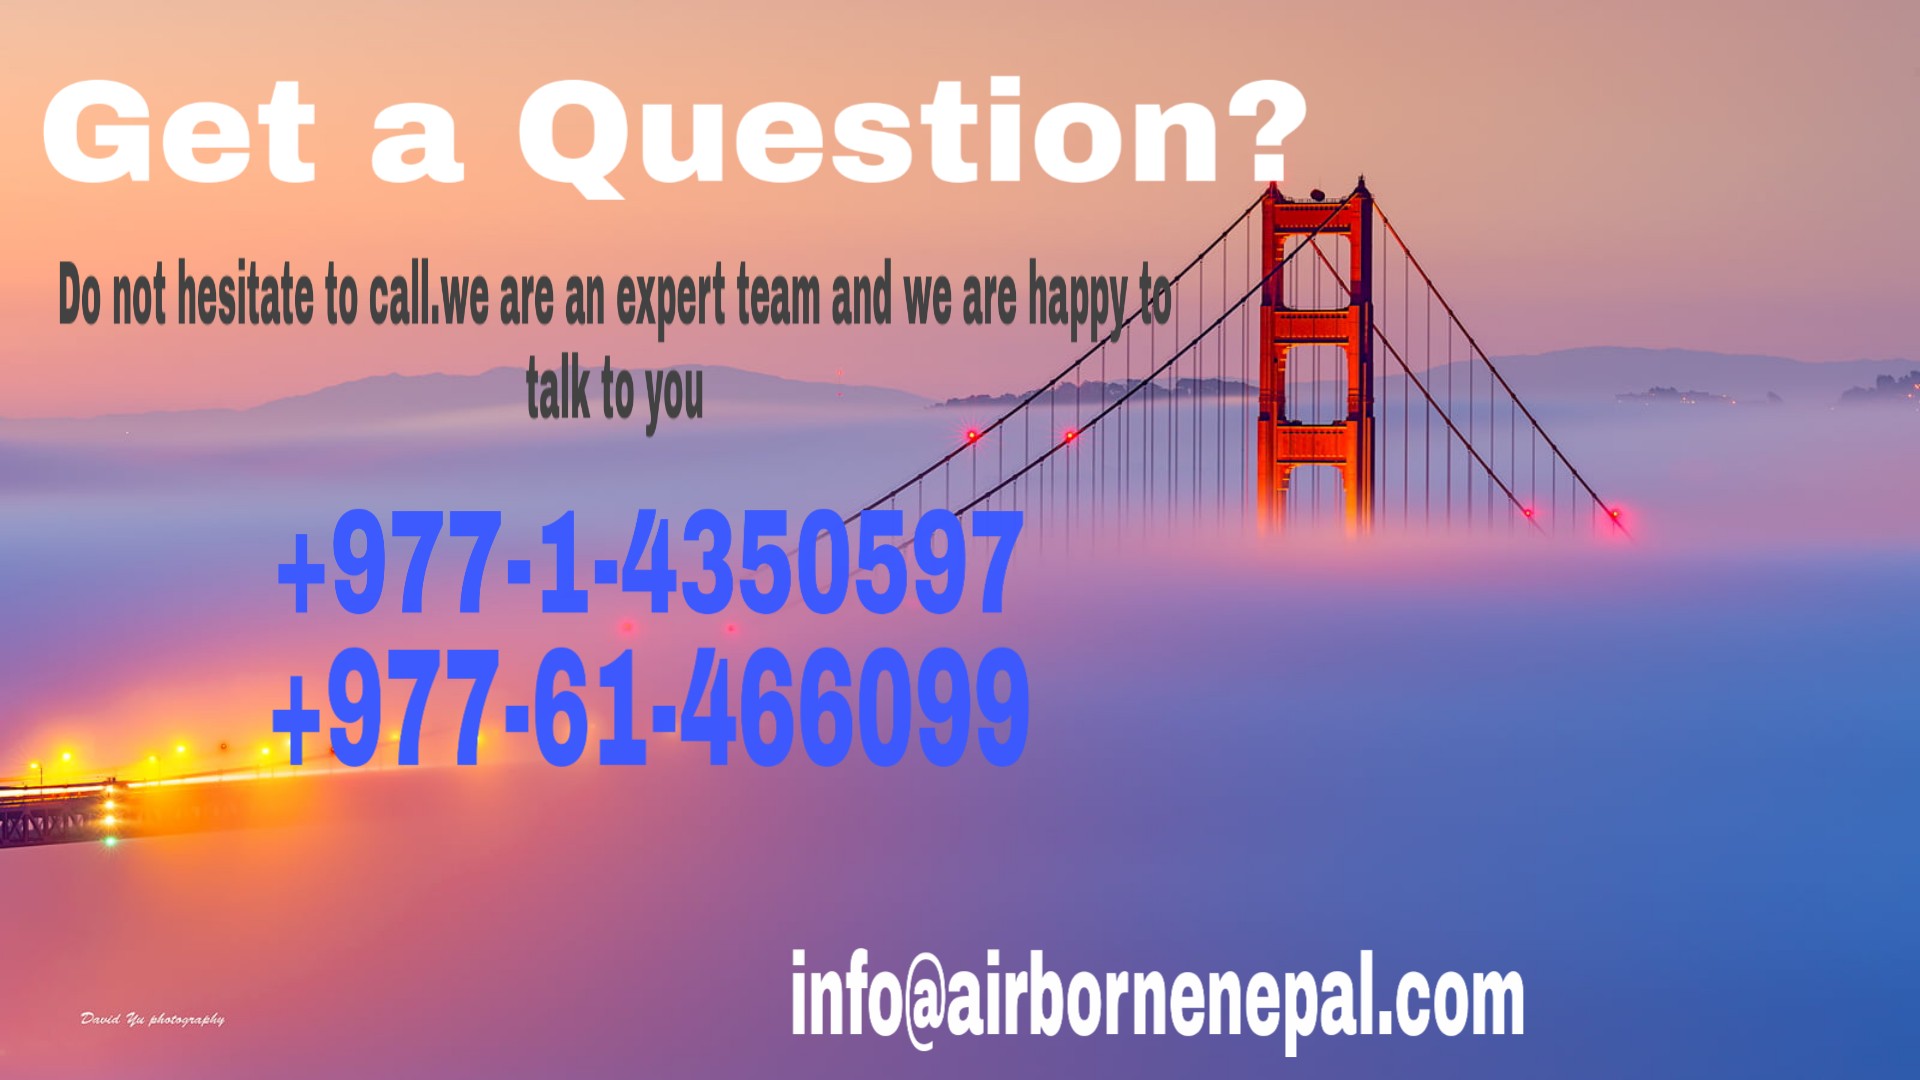 Get a Question?
Do not hesitate to call.we are an expert team and we are happy to
talk to you
+977-1-4350597
+977-61-466099
info@airbornenepal.com
David Yu photography